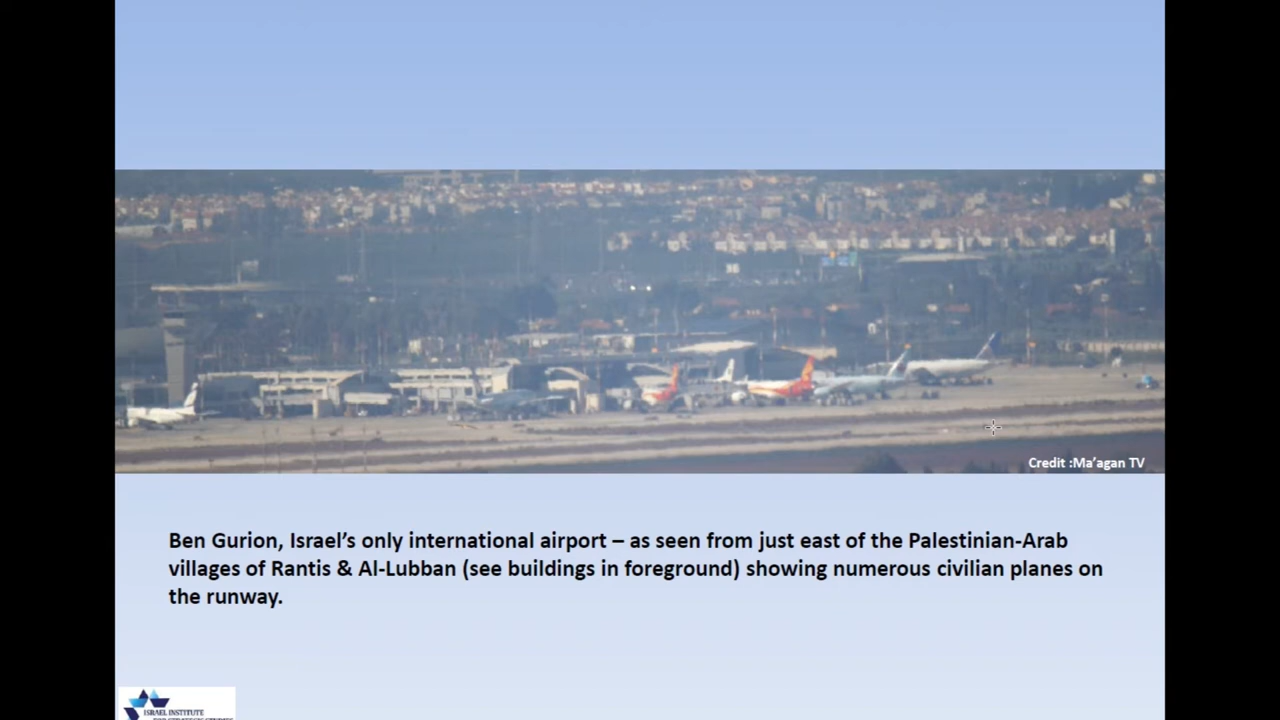 Credit :Ma'agan TV
Ben Gurion, Israel's only international airport – as seen from just east of the Palestinian-Arab
villages of Rantis & Al-Lubban (see buildings in foreground) showing numerous civilian planes on
the runway.
ISRAEL INSTITUTE